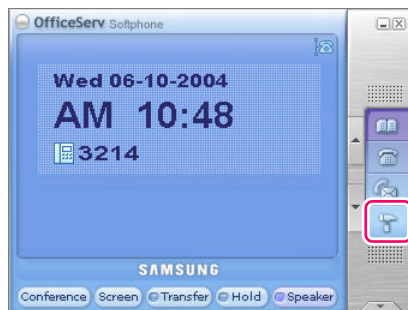 OfficeServ Softphone
Wed 06-10-2004
AM 10:48
3214
SAMSUNG
Conference Screen Transfer Hold Speaker